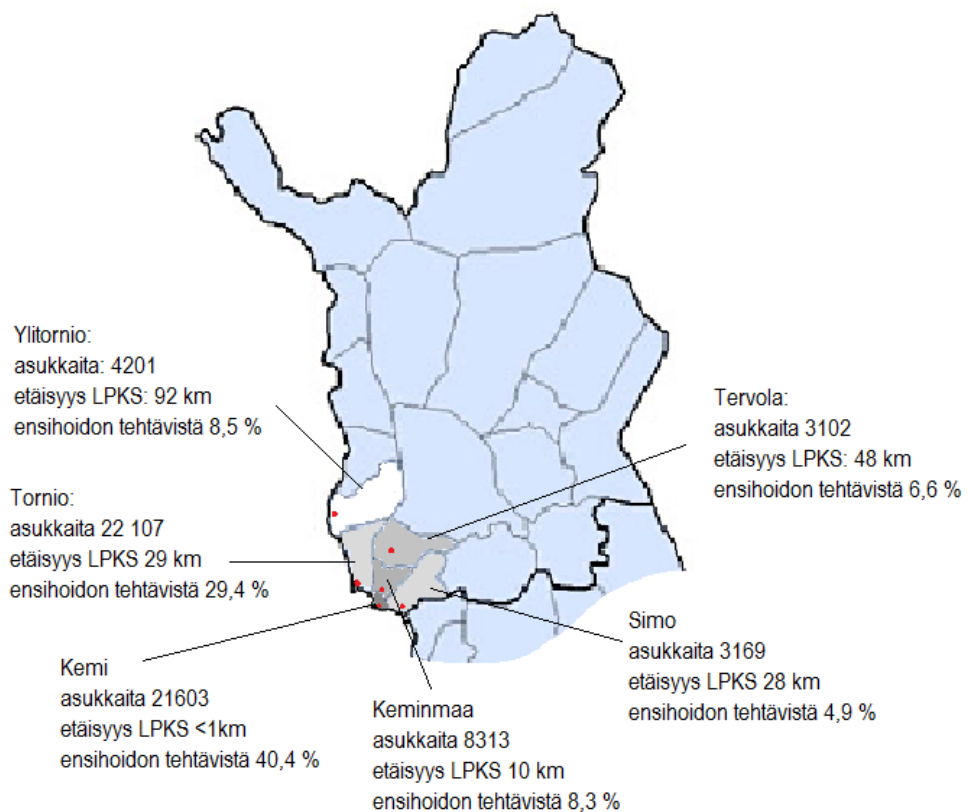 Ylitornio:
asukkaita: 4201
etäisyys LPKS: 92 km
ensihoidon tehtävistä 8,5 %
Tervola:
asukkaita 3102
etäisyys LPKS: 48 km
ensihoidon tehtävistä 6,6 %
Tornio:
asukkaita 22 107
etäisyys LPKS 29 km
ensihoidon tehtävistä 29,4 %
Simo
asukkaita 3169
etäisyys LPKS 28 km
ensihoidon tehtävistä 4,9 %
Kemi
asukkaita 21603
etäisyys LPKS <1km
ensihoidon tehtävistä 40,4 %
Keminmaa
asukkaita 8313
etäisyys LPKS 10 km
ensihoidon tehtävistä 8,3 %